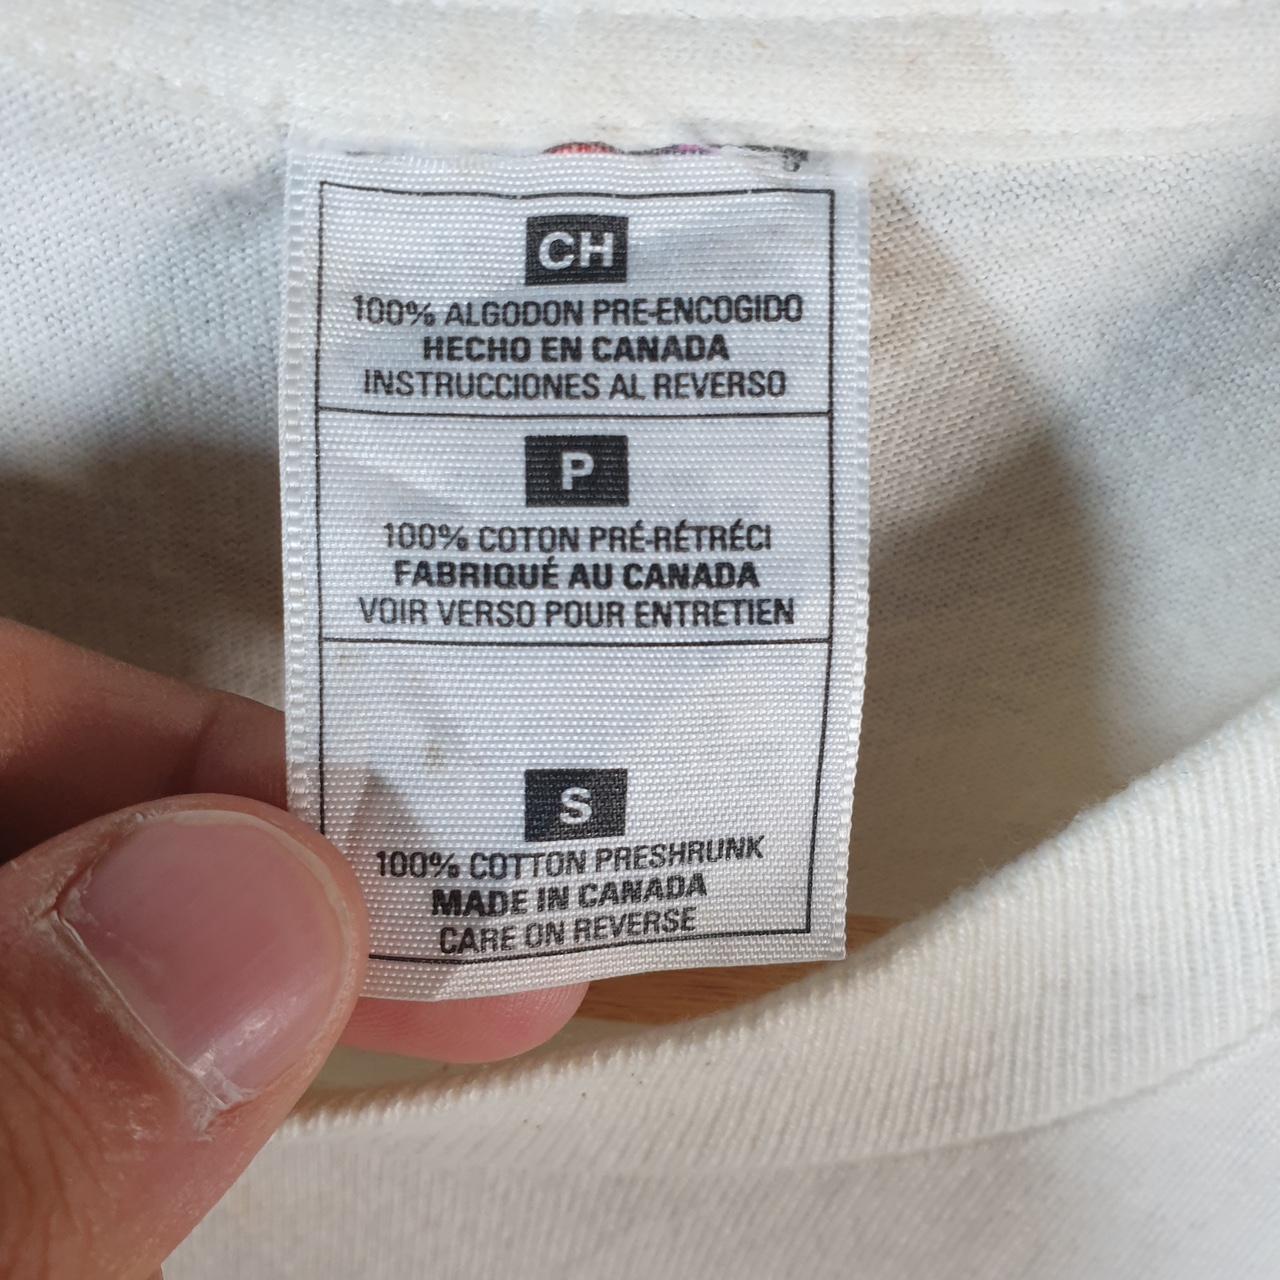 CH
100% ALGODON PRE-ENCOGIDO
HECHO EN CANADA
INSTRUCCIONES AL REVERSO
P
100% COTON PRÉ-RÉTRÉCI
FABRIQUÉ AU CANADA
VOIR VERSO POUR ENTRETIEN
S
100% COTTON PRESHRUNK
MADE IN CANADA
CARE ON REVERSE